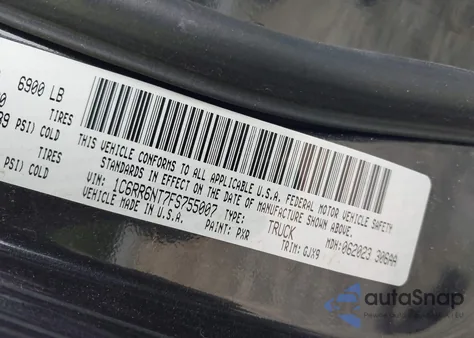 6900 LB
TIRES
PSI) COLD
TIRES
PSI) COLD
THIS VEHICLE CONFORMS TO ALL APPLICABLE U.S.A. FEDERAL MOTOR VEHICLE SAFETY
STANDARDS IN EFFECT ON THE DATE OF MANUFACTURE SHOWN ABOVE.
VIN: 1C6RR6NT7FS755007 TYPE: TRUCK
VEHICLE MADE IN U.S.A. PAINT: PXR TRIM: GJX9 MDH: 062023 306AA
autoSnap